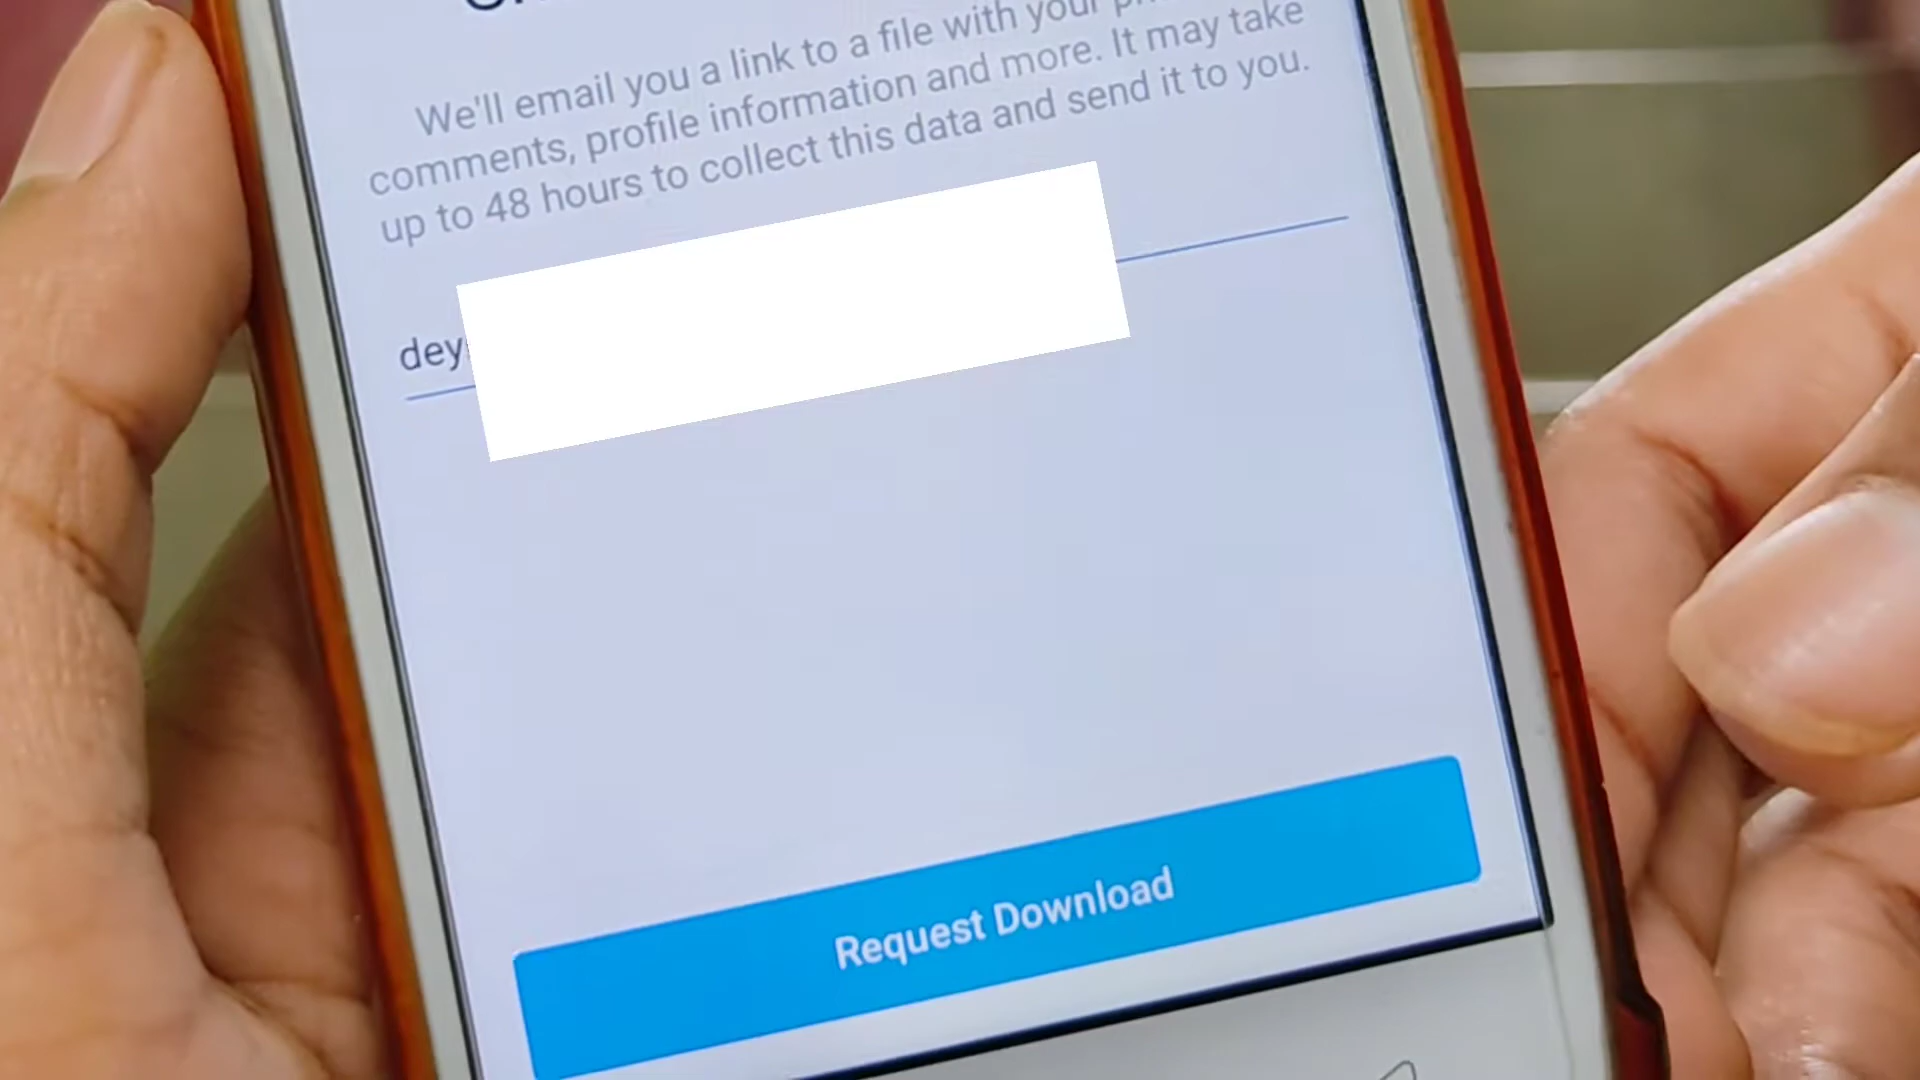 We'll email you a link to a file with your
comments, profile information and more. It may take
up to 48 hours to collect this data and send it to you.
dey
Request Download